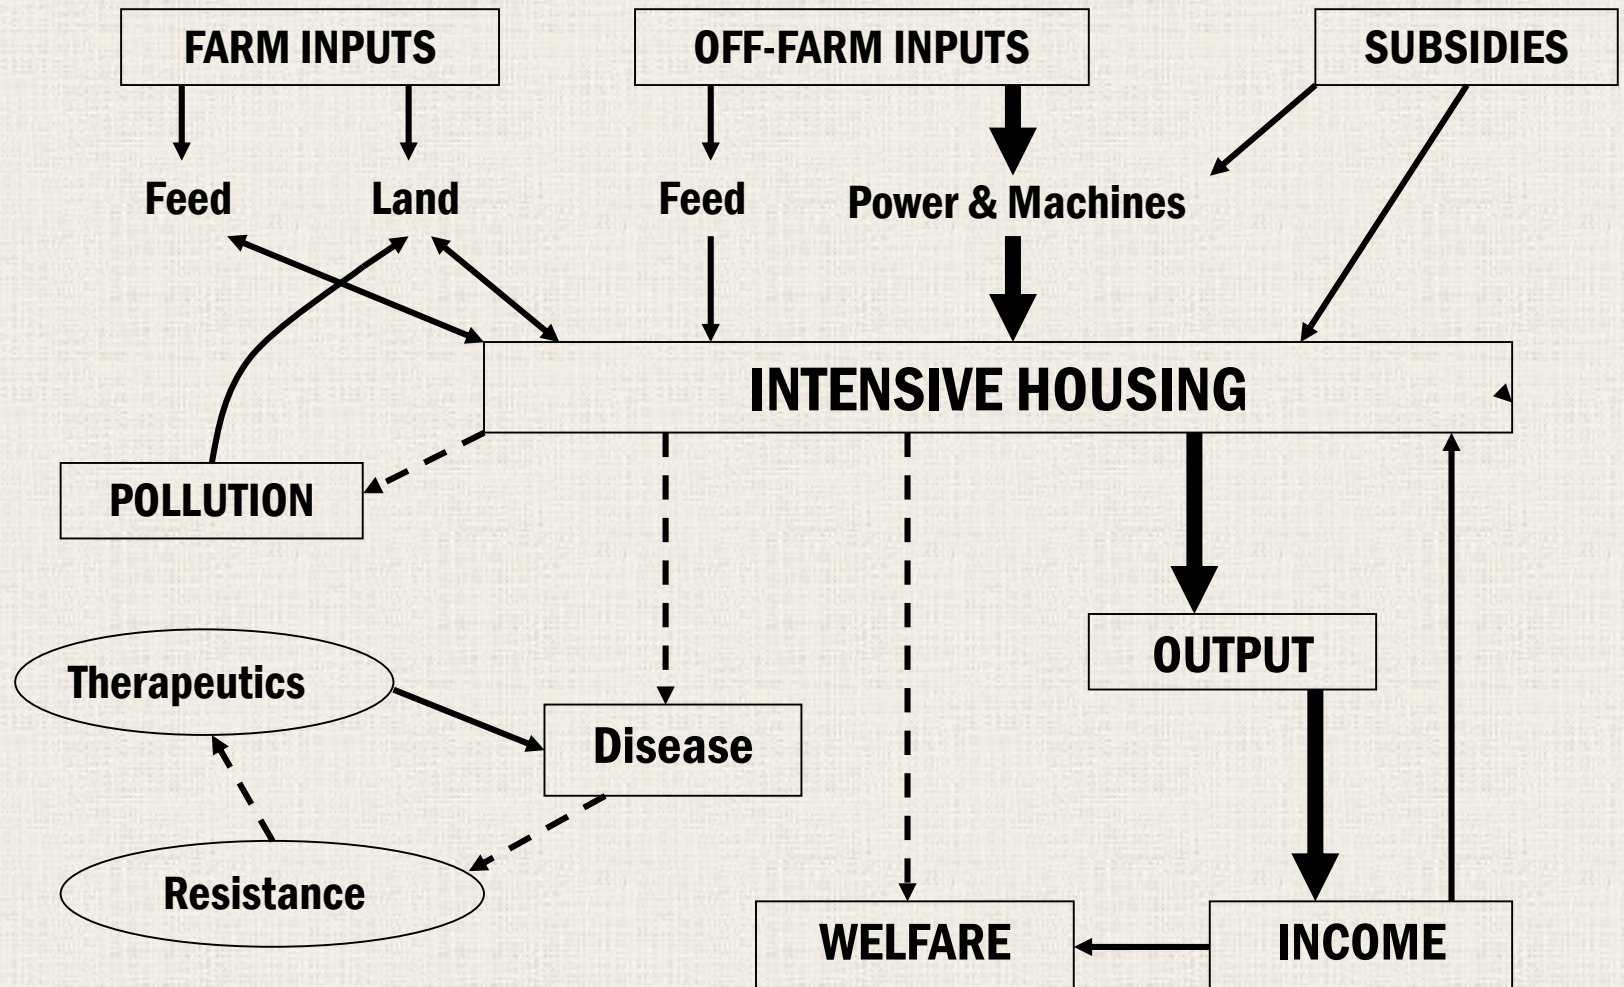 FARM INPUTS
OFF-FARM INPUTS
SUBSIDIES
Feed
Land
Feed
Power & Machines
INTENSIVE HOUSING
POLLUTION
OUTPUT
Therapeutics
Disease
Resistance
WELFARE
INCOME